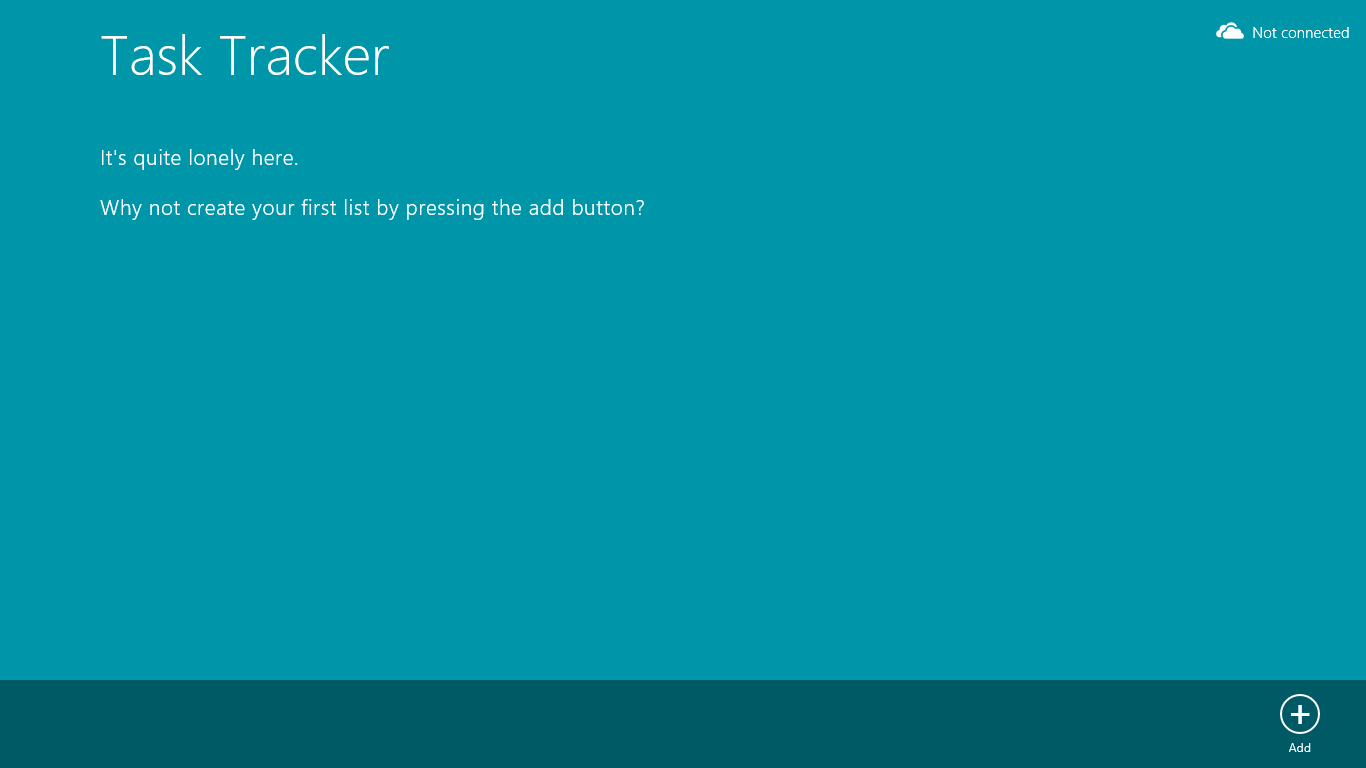 Task Tracker
Not connected
It's quite lonely here.
Why not create your first list by pressing the add button?
Add